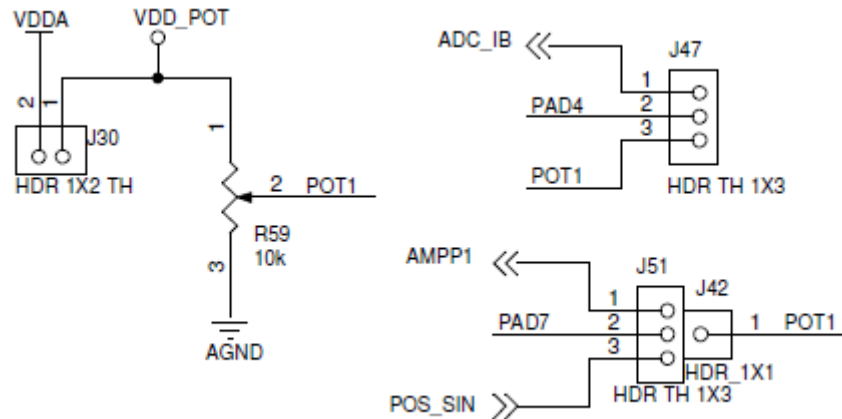 VDDA
VDD_POT
2
1
J30
HDR 1X2 TH
1
2
POT1
R59
10k
3
AGND
ADC_IB
J47
1
PAD4
2
3
POT1
HDR TH 1X3
AMPP1
J51
J42
1
PAD7
2
1
POT1
3
HDR_1X1
HDR TH 1X3
POS_SIN